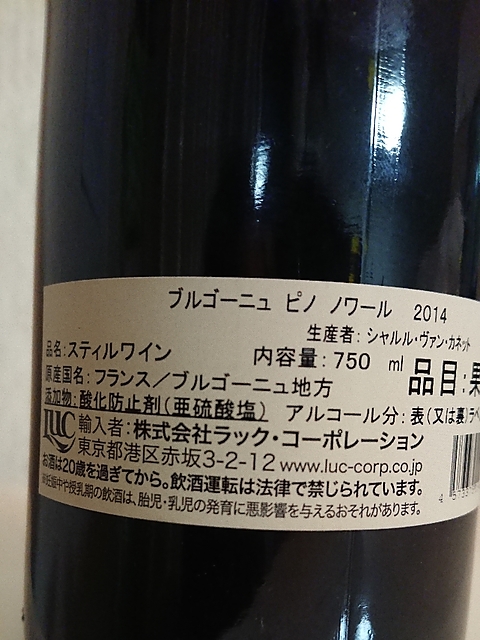 ブルゴーニュ ピノ ノワール 2014
生産者：シャルル・ヴァン・カネット
品名：スティルワイン 内容量：750 ml
原産国名：フランス／ブルゴーニュ地方 品目：果
添加物：酸化防止剤（亜硫酸塩） アルコール分：表（又は裏）ラベ
LUC 輸入者：株式会社ラック・コーポレーション
東京都港区赤坂3-2-12 www.luc-corp.co.jp
お酒は20歳を過ぎてから。飲酒運転は法律で禁じられています。
妊娠中や授乳期の飲酒は、胎児・乳児の発育に悪影響を与えるおそれがあります。